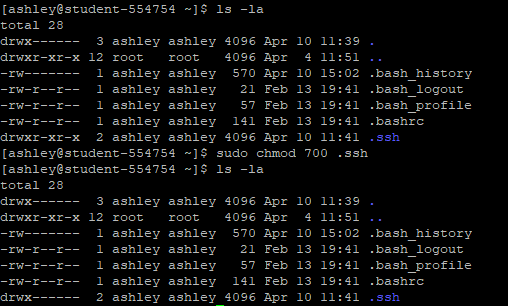 [ashley@student-554754 ~]$ ls -la
total 28
drwx------  3 ashley ashley 4096 Apr 10 11:39 .
drwxr-xr-x 12 root   root   4096 Apr  4 11:51 ..
-rw-------  1 ashley ashley  570 Apr 10 15:02 .bash_history
-rw-r--r--  1 ashley ashley   21 Feb 13 19:41 .bash_logout
-rw-r--r--  1 ashley ashley   57 Feb 13 19:41 .bash_profile
-rw-r--r--  1 ashley ashley  141 Feb 13 19:41 .bashrc
drwxr-xr-x  2 ashley ashley 4096 Apr 10 11:41 .ssh
[ashley@student-554754 ~]$ sudo chmod 700 .ssh
[ashley@student-554754 ~]$ ls -la
total 28
drwx------  3 ashley ashley 4096 Apr 10 11:39 .
drwxr-xr-x 12 root   root   4096 Apr  4 11:51 ..
-rw-------  1 ashley ashley  570 Apr 10 15:02 .bash_history
-rw-r--r--  1 ashley ashley   21 Feb 13 19:41 .bash_logout
-rw-r--r--  1 ashley ashley   57 Feb 13 19:41 .bash_profile
-rw-r--r--  1 ashley ashley  141 Feb 13 19:41 .bashrc
drwx------  2 ashley ashley 4096 Apr 10 11:41 .ssh